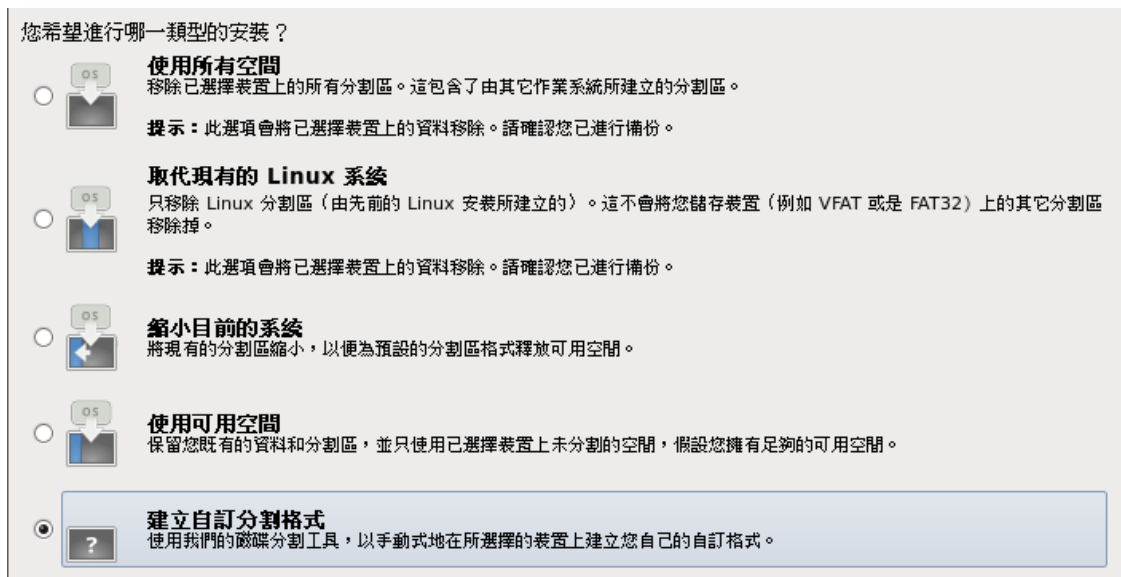 您希望進行哪一類型的安裝？
os
使用所有空間
移除已選擇裝置上的所有分割區。這包含了由其它作業系統所建立的分割區。
提示：此選項會將已選擇裝置上的資料移除。請確認您已進行備份。
os
取代現有的 Linux 系統
只移除 Linux 分割區（由先前的 Linux 安裝所建立的）。這不會將您儲存裝置（例如 VFAT 或是 FAT32）上的其它分割區
移除掉。
提示：此選項會將已選擇裝置上的資料移除。請確認您已進行備份。
os
縮小目前的系統
將現有的分割區縮小，以便為預設的分割區格式釋放可用空間。
os
使用可用空間
保留您既有的資料和分割區，並只使用已選擇裝置上未分割的空間，假設您擁有足夠的可用空間。
?
建立自訂分割格式
使用我們的磁碟分割工具，以手動式地在所選擇的裝置上建立您自己的自訂格式。